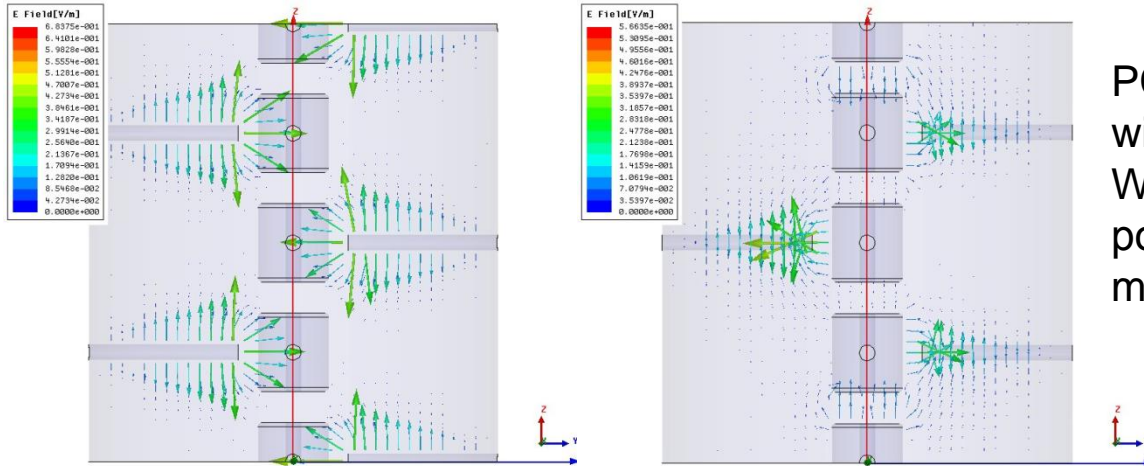 E Field[V/m]
6.8375e-001
6.4101e-001
5.9828e-001
5.5554e-001
5.1281e-001
4.7007e-001
4.2734e-001
3.8461e-001
3.4187e-001
2.9914e-001
2.5640e-001
2.1367e-001
1.7094e-001
1.2820e-001
8.5468e-002
4.2734e-002
0.0000e+000
Z
Z
Y
E Field[V/m]
5.6635e-001
5.3095e-001
4.9556e-001
4.6016e-001
4.2476e-001
3.8937e-001
3.5397e-001
3.1857e-001
2.8318e-001
2.4778e-001
2.1238e-001
1.7698e-001
1.4159e-001
1.0619e-001
7.0794e-002
3.5397e-002
0.0000e+000
Z
Z
W